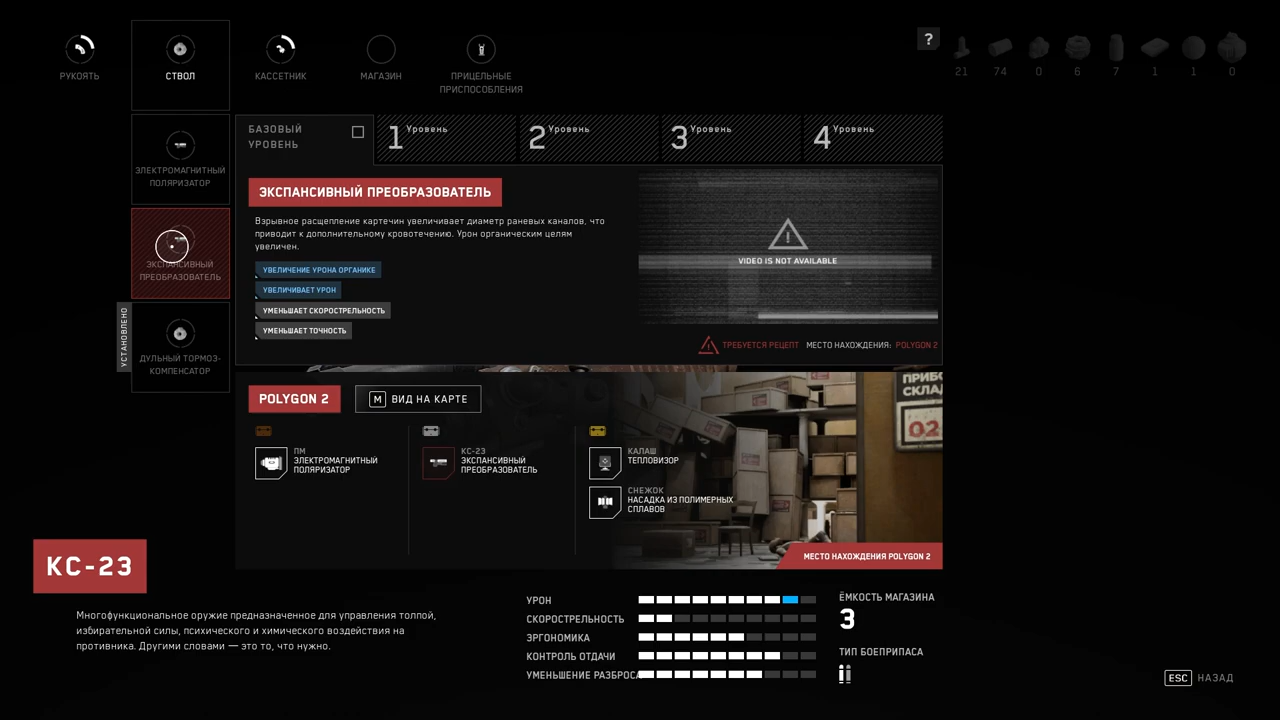 РУКОЯТЬ
СТВОЛ
КАССЕТНИК
МАГАЗИН
ПРИЦЕЛЬНЫЕ
ПРИСПОСОБЛЕНИЯ
?
21 74 0 6 7 1 1 0
ЭЛЕКТРОМАГНИТНЫЙ
ПОЛЯРИЗАТОР
ЭКСПАНСИВНЫЙ
ПРЕОБРАЗОВАТЕЛЬ
УСТАНОВЛЕНО
ДУЛЬНЫЙ ТОРМОЗ-
КОМПЕНСАТОР
БАЗОВЫЙ
УРОВЕНЬ
1 Уровень
2 Уровень
3 Уровень
4 Уровень
ЭКСПАНСИВНЫЙ ПРЕОБРАЗОВАТЕЛЬ
Взрывное расщепление картечин увеличивает диаметр раневых каналов, что
приводит к дополнительному кровотечению. Урон органическим целям
увеличен.
УВЕЛИЧЕНИЕ УРОНА ОРГАНИКЕ
УВЕЛИЧИВАЕТ УРОН
УМЕНЬШАЕТ СКОРОСТРЕЛЬНОСТЬ
УМЕНЬШАЕТ ТОЧНОСТЬ
VIDEO IS NOT AVAILABLE
ТРЕБУЕТСЯ РЕЦЕПТ МЕСТО НАХОЖДЕНИЯ: POLYGON 2
POLYGON 2
M ВИД НА КАРТЕ
ПМ
ЭЛЕКТРОМАГНИТНЫЙ
ПОЛЯРИЗАТОР
КС-23
ЭКСПАНСИВНЫЙ
ПРЕОБРАЗОВАТЕЛЬ
КАЛАШ
ТЕПЛОВИЗОР
СНЕЖОК
НАСАДКА ИЗ ПОЛИМЕРНЫХ
СПЛАВОВ
ПРИБО
СКЛАД
02
МЕСТО НАХОЖДЕНИЯ POLYGON 2
КС-23
Многофункциональное оружие предназначенное для управления толпой,
избирательной силы, психического и химического воздействия на
противника. Другими словами — это то, что нужно.
УРОН
СКОРОСТРЕЛЬНОСТЬ
ЭРГОНОМИКА
КОНТРОЛЬ ОТДАЧИ
УМЕНЬШЕНИЕ РАЗБРОСА
ЁМКОСТЬ МАГАЗИНА
3
ТИП БОЕПРИПАСА
ESC НАЗАД